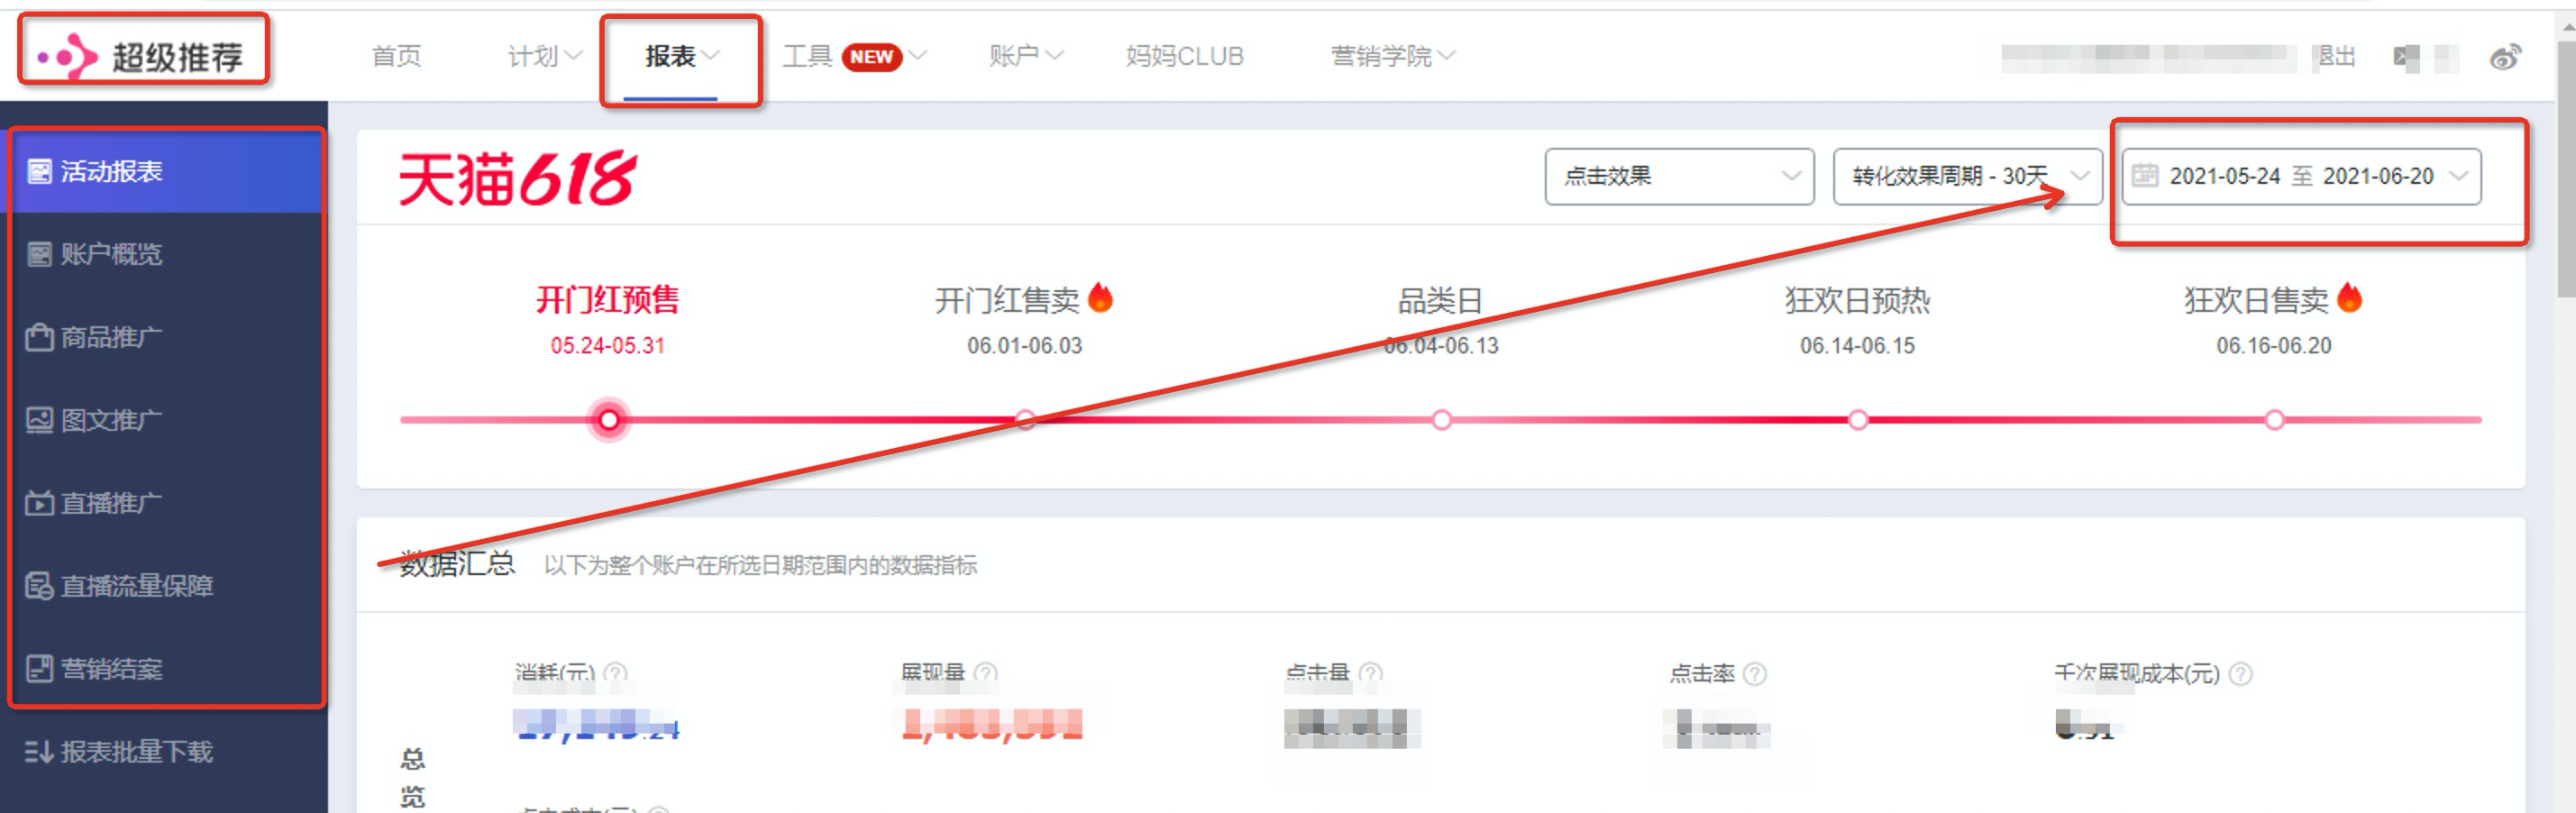 超级推荐
首页 计划 报表 工具 NEW 账户 妈妈CLUB 营销学院 退出
活动报表
账户概览
商品推广
图文推广
直播推广
直播流量保障
营销结案
报表批量下载
天猫618
点击效果 转化效果周期 - 30天 2021-05-24 至 2021-06-20
开门红预售 开门红售卖 品类日 狂欢日预热 狂欢日售卖
05.24-05.31 06.01-06.03 06.04-06.13 06.14-06.15 06.16-06.20
数据汇总 以下为整个账户在所选日期范围内的数据指标
消耗(元) 展现量 点击量 点击率 千次展现成本(元)
总览